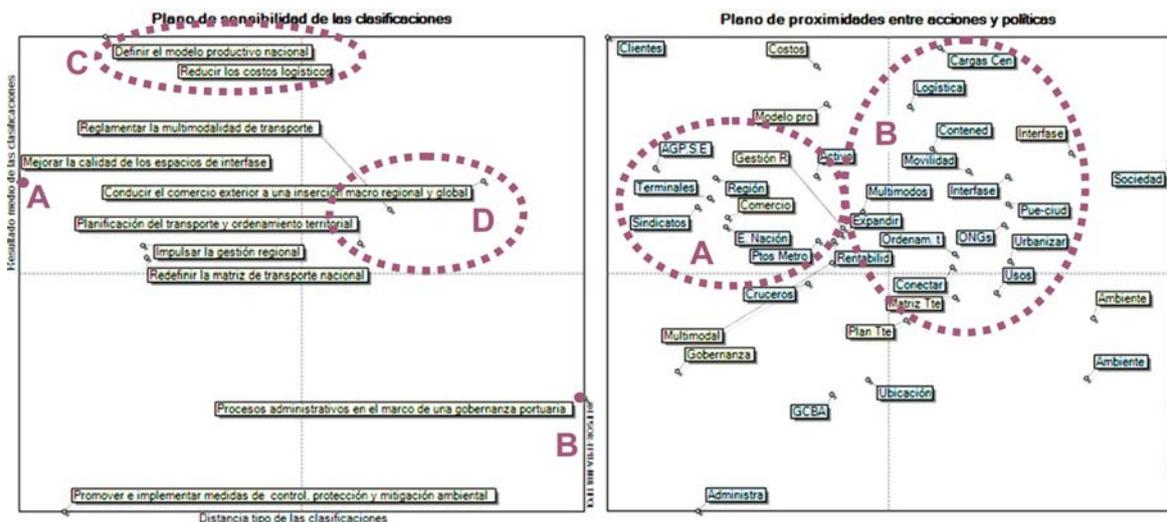 Plano de sensibilidad de las clasificaciones
C
Definir el modelo productivo nacional
Reducir los costos logísticos
Reglamentar la multimodalidad de transporte
Mejorar la calidad de los espacios de interfase
A
Conducir el comercio exterior a una inserción macro regional y global
D
Planificación del transporte y ordenamiento territorial
Impulsar la gestión regional
Redefinir la matriz de transporte nacional
Procesos administrativos en el marco de una gobernanza portuaria
B
Promover e implementar medidas de control, protección y mitigación ambiental
Resultado medio de las clasificaciones
Distancia tipo de las clasificaciones
Plano de proximidades entre acciones y políticas
Clientes
Costos
Cargas Cen
Logística
Modelo pro
B
Contened
Interfase
AGP.S.E
Gestión R
Activo
Movilidad
Sociedad
Terminales
Región
Multimodos
Interfase
Comercio
Pue-ciud
Sindicatos
Expandir
E. Nación
Ordenam. t
ONGs
Urbanizar
A
Ptos Metro
Rentabilid
Usos
Conectar
Cruceros
Matriz Tte
Ambiente
Multimodal
Plan Tte
Gobernanza
Ambiente
Ubicación
GCBA
Administra